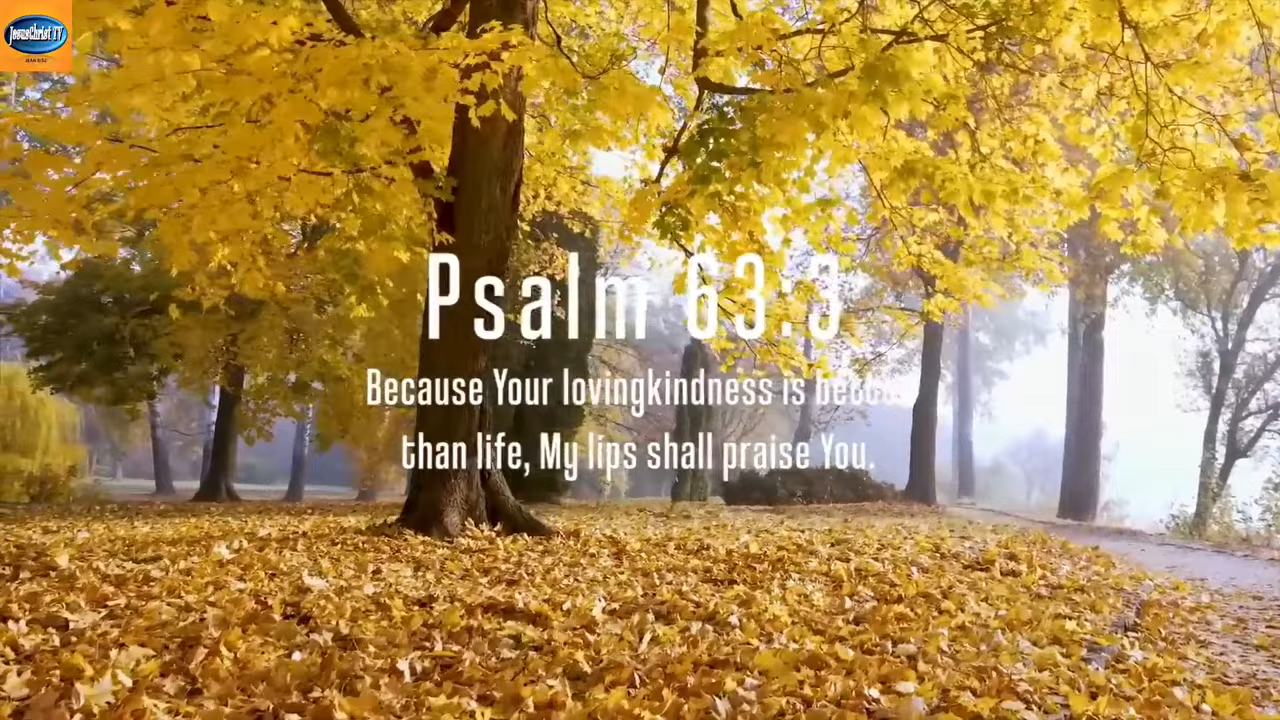 JesusChrist TV
Psalm 63:3
Because Your lovingkindness is
than life, My lips shall praise You.